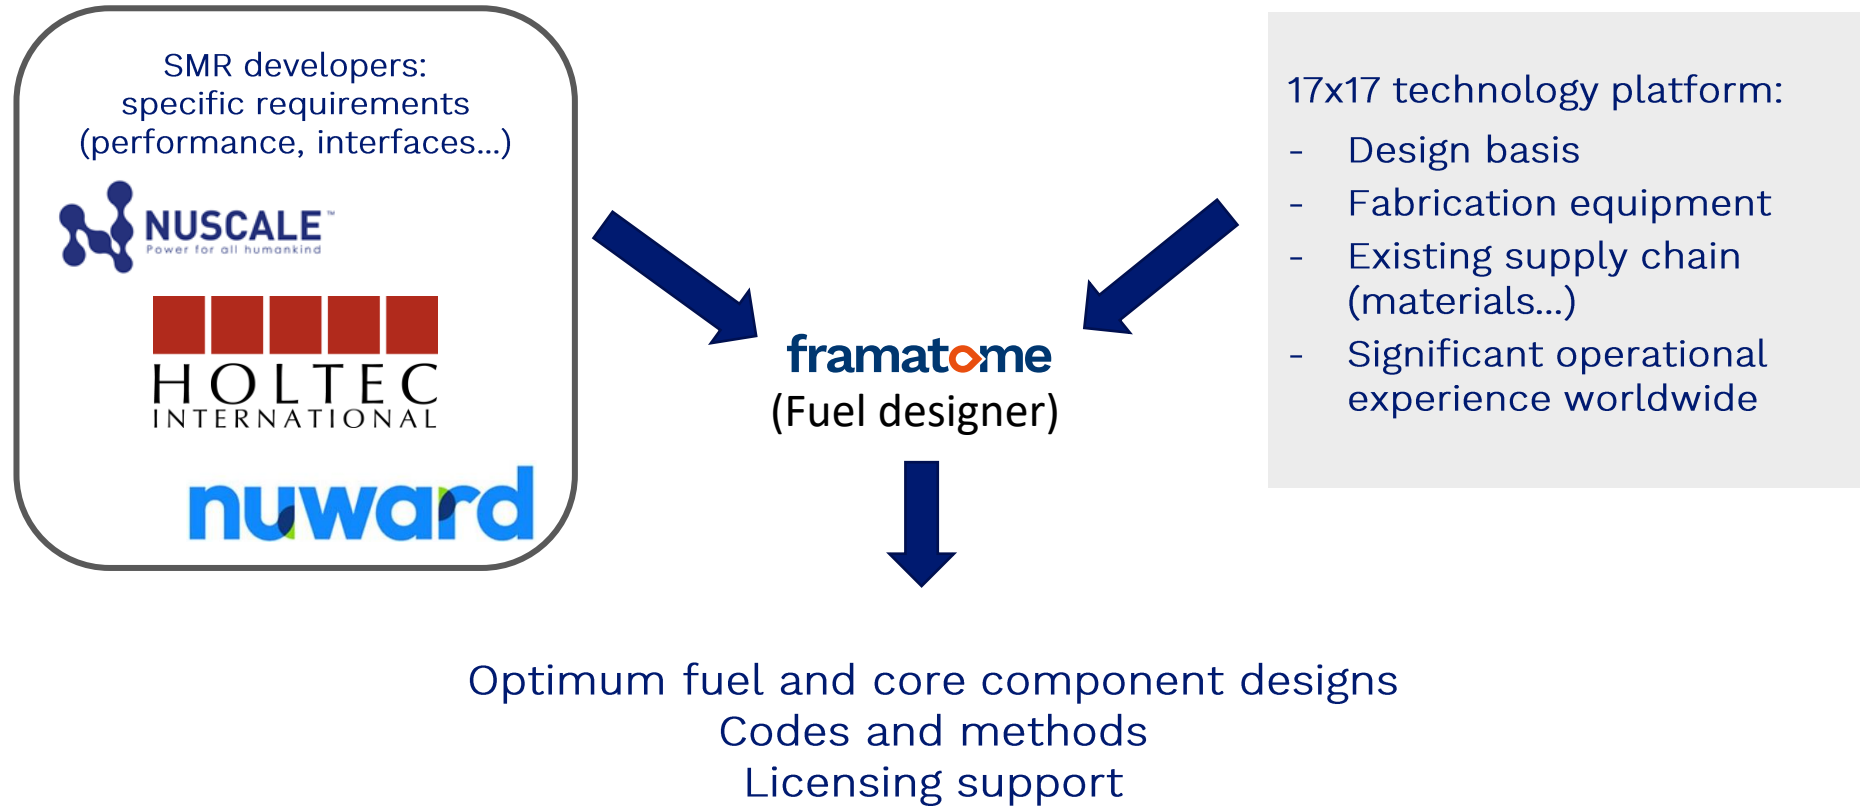 SMR developers:
specific requirements
(performance, interfaces...)
NUSCALE™
Power for all humankind
HOLTEC
INTERNATIONAL
nuward
framatome
(Fuel designer)
17x17 technology platform:
- Design basis
- Fabrication equipment
- Existing supply chain
(materials...)
- Significant operational
experience worldwide
Optimum fuel and core component designs
Codes and methods
Licensing support